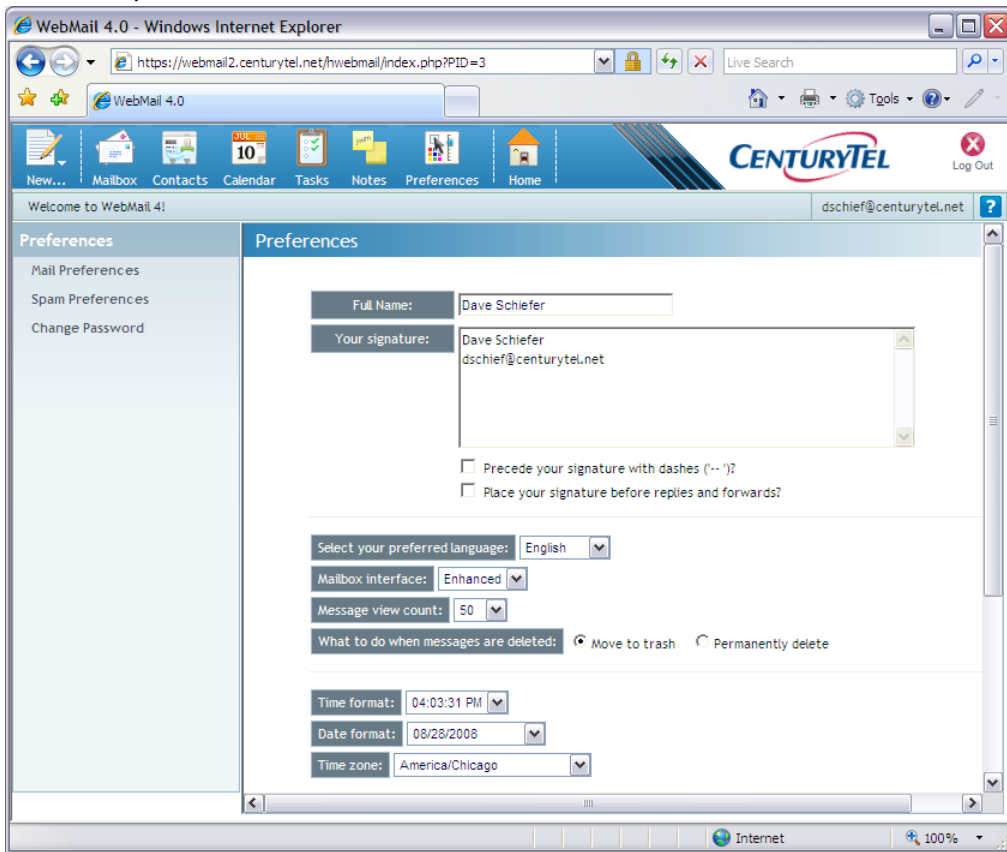 WebMail 4.0 - Windows Internet Explorer
https://webmail2.centurytel.net/hwebmail/index.php?PID=3
Live Search
WebMail 4.0
Tools
New... Mailbox Contacts Calendar Tasks Notes Preferences Home
JUL
10
CENTURYTEL
Log Out
Welcome to WebMail 4!
dschief@centurytel.net ?
Preferences
Mail Preferences
Spam Preferences
Change Password
Preferences
Full Name: Dave Schiefer
Your signature: Dave Schiefer
dschief@centurytel.net
Precede your signature with dashes ('-- ')?
Place your signature before replies and forwards?
Select your preferred language: English
Mailbox interface: Enhanced
Message view count: 50
What to do when messages are deleted: Move to trash Permanently delete
Time format: 04:03:31 PM
Date format: 08/28/2008
Time zone: America/Chicago
Internet 100%